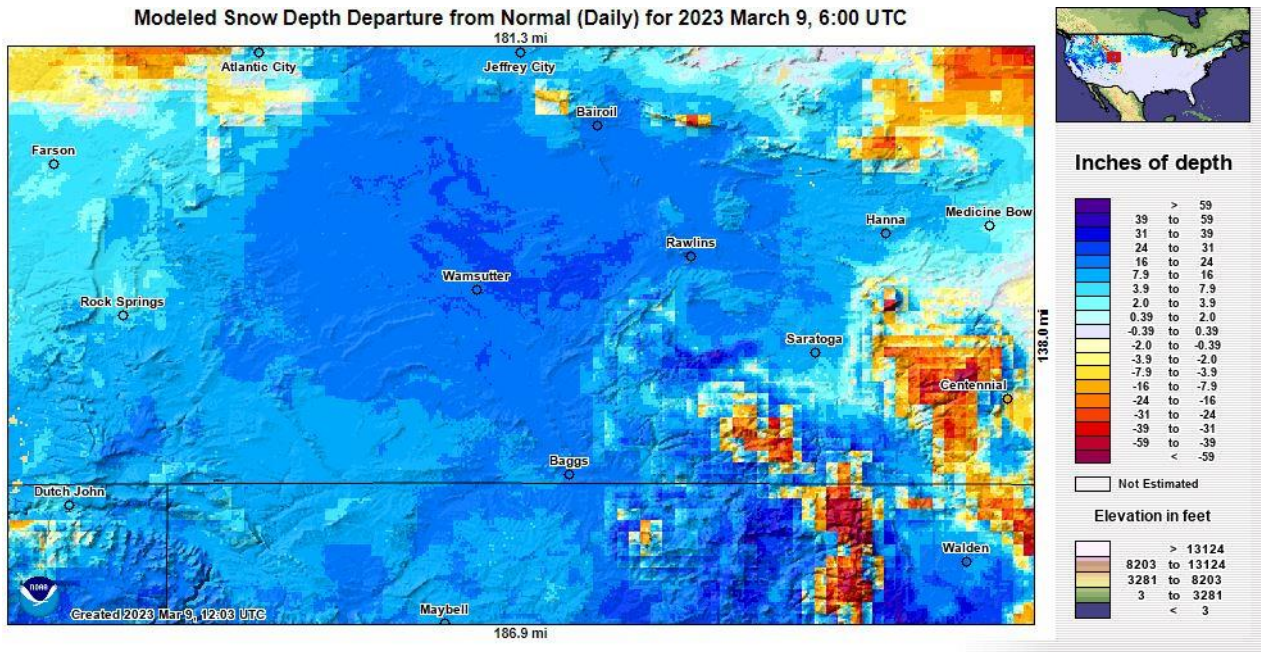 Modeled Snow Depth Departure from Normal (Daily) for 2023 March 9, 6:00 UTC
181.3 mi
Atlantic City
Jeffrey City
Bairoil
Farson
Hanna
Medicine Bow
Rawlins
Wamsutter
Rock Springs
Saratoga
138.0 mi
Centennial
Baggs
Dutch John
Walden
NOAA
Created 2023 Mar 9, 12:03 UTC
Maybell
186.9 mi
Inches of depth
> 59
39 to 59
31 to 39
24 to 31
16 to 24
7.9 to 16
3.9 to 7.9
2.0 to 3.9
0.39 to 2.0
-0.39 to 0.39
-2.0 to -0.39
-3.9 to -2.0
-7.9 to -3.9
-16 to -7.9
-24 to -16
-31 to -24
-39 to -31
-59 to -39
< -59
Not Estimated
Elevation in feet
> 13124
8203 to 13124
3281 to 8203
3 to 3281
< 3